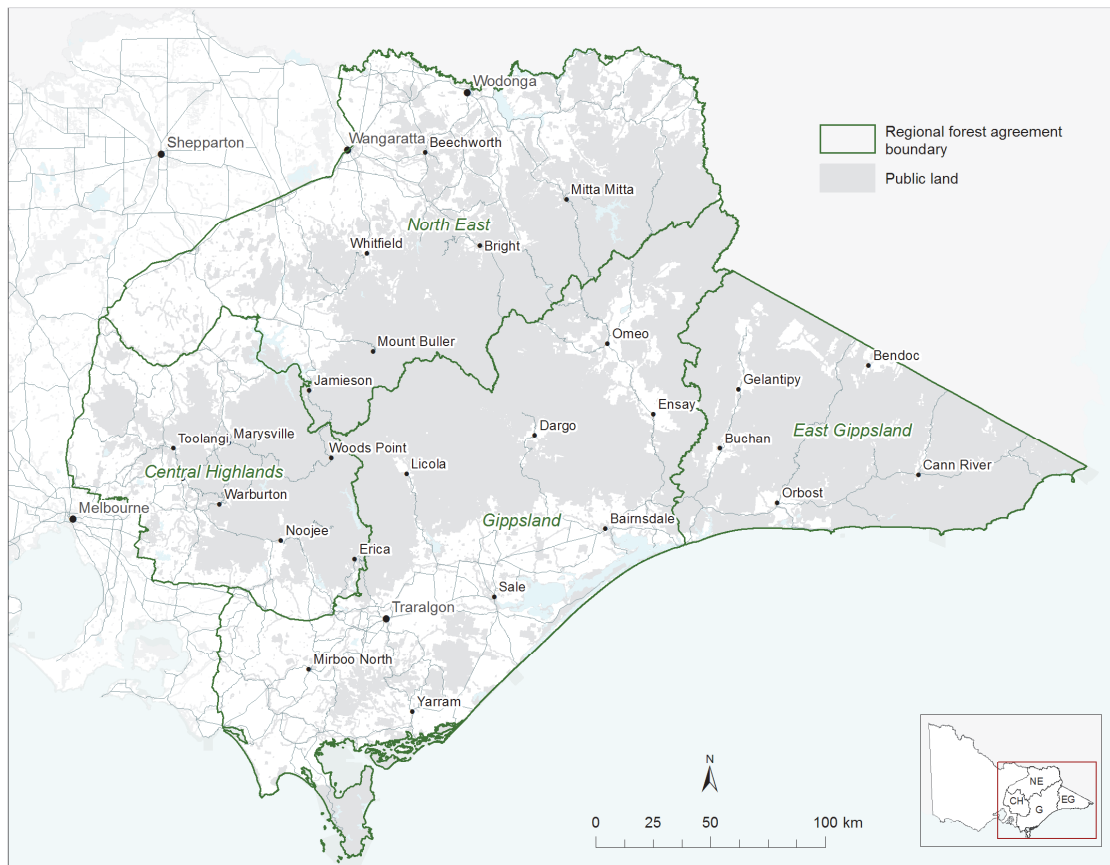 Wodonga
Shepparton
Wangaratta
Beechworth
Regional forest agreement
boundary
Public land
Mitta Mitta
North East
Whitfield
Bright
Omeo
Mount Buller
Bendoc
Jamieson
Gelantipy
Ensay
Dargo
East Gippsland
Toolangi
Marysville
Buchan
Woods Point
Licola
Central Highlands
Cann River
Warburton
Orbost
Melbourne
Gippsland
Bairnsdale
Noojee
Erica
Sale
Traralgon
Mirboo North
Yarram
N
NE
CH
G
EG
0 25 50 100 km